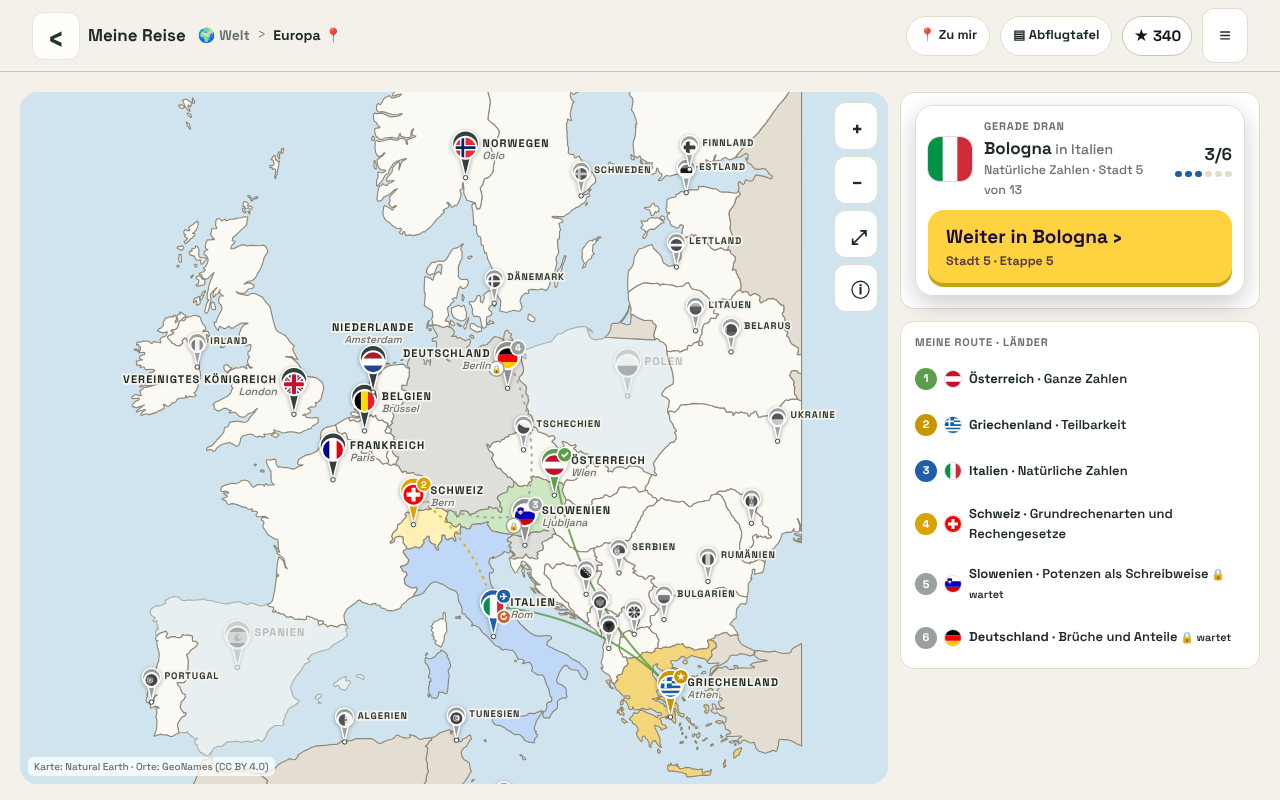 <
Meine Reise
Welt > Europa
Zu mir
Abflugtafel
★ 340
≡
NORWEGEN
Oslo
FINNLAND
SCHWEDEN
ESTLAND
LETTLAND
DÄNEMARK
LITAUEN
BELARUS
IRLAND
NIEDERLANDE
Amsterdam
DEUTSCHLAND
Berlin
4
POLEN
VEREINIGTES KÖNIGREICH
London
BELGIEN
Brüssel
UKRAINE
TSCHECHIEN
FRANKREICH
Paris
ÖSTERREICH
Wien
SCHWEIZ
Bern
2
SLOWENIEN
Ljubljana
3
SERBIEN
RUMÄNIEN
BULGARIEN
ITALIEN
Rom
SPANIEN
PORTUGAL
GRIECHENLAND
Athen
ALGERIEN
TUNESIEN
Karte: Natural Earth · Orte: GeoNames (CC BY 4.0)
+
−
GERADE DRAN
Bologna in Italien
Natürliche Zahlen · Stadt 5
von 13
3/6
Weiter in Bologna >
Stadt 5 · Etappe 5
MEINE ROUTE · LÄNDER
1 Österreich · Ganze Zahlen
2 Griechenland · Teilbarkeit
3 Italien · Natürliche Zahlen
4 Schweiz · Grundrechenarten und
Rechengesetze
5 Slowenien · Potenzen als Schreibweise
wartet
6 Deutschland · Brüche und Anteile wartet